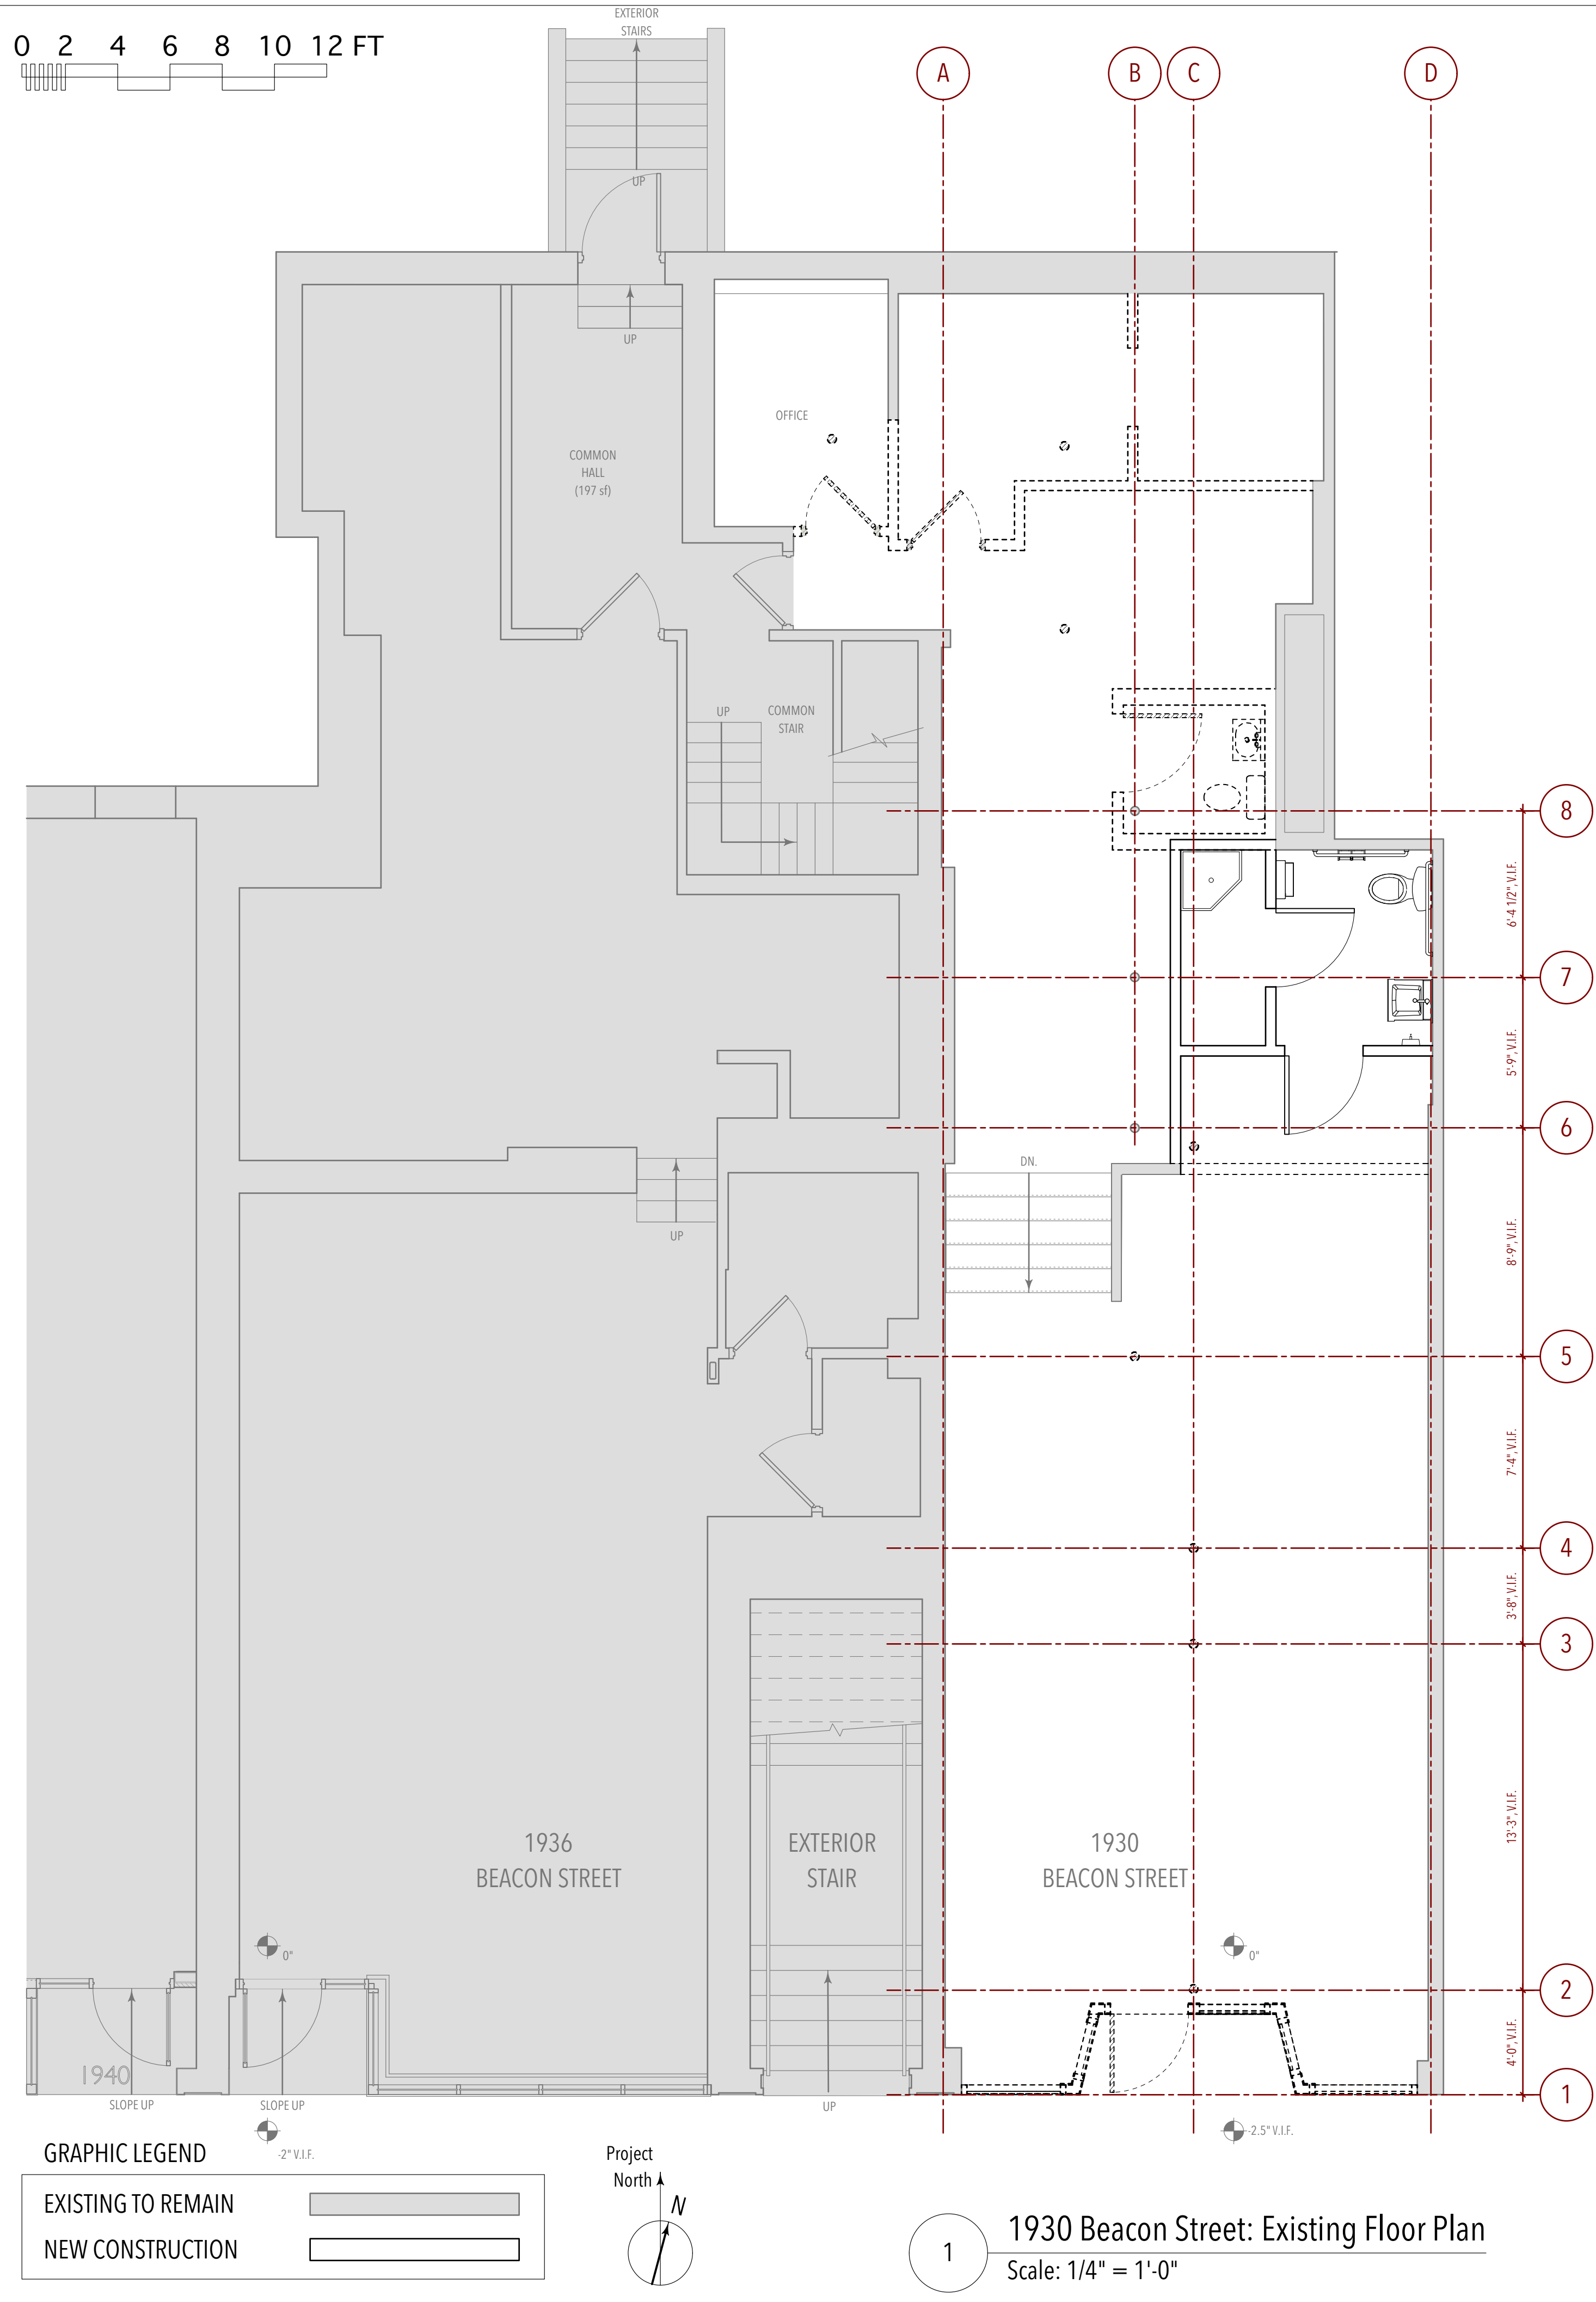 EXTERIOR
STAIRS
0 2 4 6 8 10 12 FT
A B C D
UP
UP
OFFICE
COMMON
HALL
(197 sf)
UP
COMMON
STAIR
8
6'-4 1/2", V.I.F.
7
5'-9", V.I.F.
6
DN.
8'-9", V.I.F.
UP
5
7'-4", V.I.F.
4
3'-8", V.I.F.
3
13'-3", V.I.F.
1936
BEACON STREET
EXTERIOR
STAIR
1930
BEACON STREET
0"
0"
2
4'-0", V.I.F.
1940
1
SLOPE UP
SLOPE UP
UP
-2" V.I.F.
-2.5" V.I.F.
GRAPHIC LEGEND
EXISTING TO REMAIN
NEW CONSTRUCTION
Project
North
N
1
1930 Beacon Street: Existing Floor Plan
Scale: 1/4" = 1'-0"